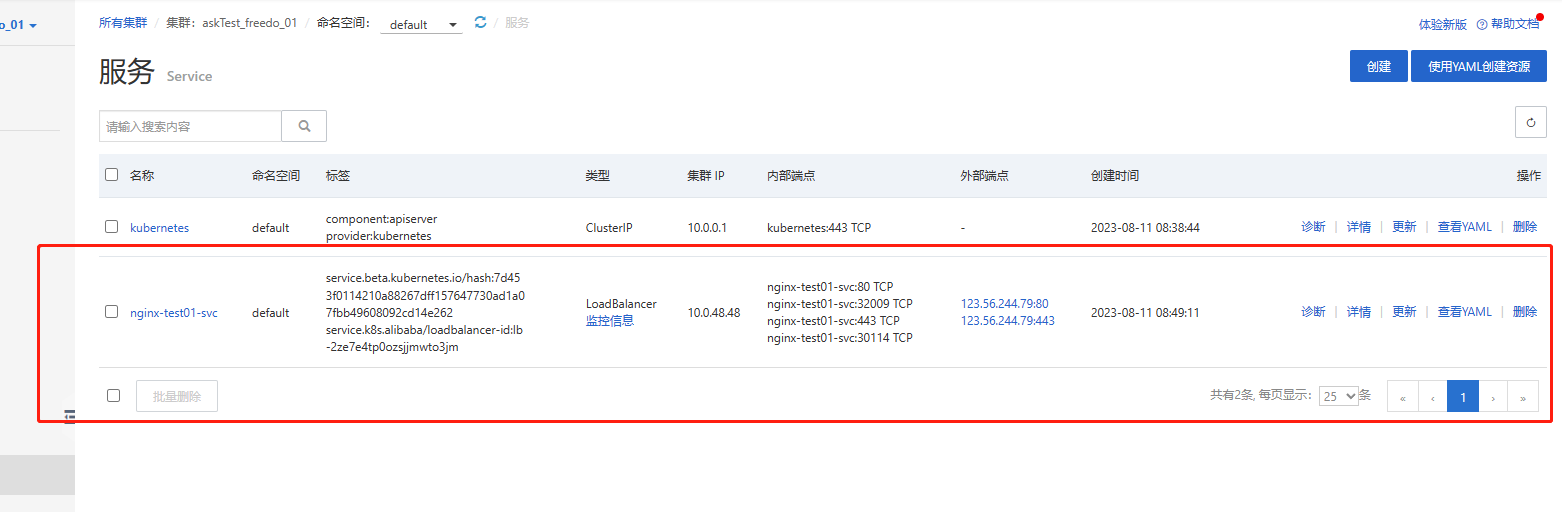 o_01
所有集群 / 集群：askTest_freedo_01 / 命名空间： default / 服务
体验新版 帮助文档
服务 Service
创建 使用YAML创建资源
请输入搜索内容
名称 命名空间 标签 类型 集群 IP 内部端点 外部端点 创建时间 操作
kubernetes default component:apiserver provider:kubernetes ClusterIP 10.0.0.1 kubernetes:443 TCP - 2023-08-11 08:38:44 诊断 | 详情 | 更新 | 查看YAML | 删除
nginx-test01-svc
default
service.beta.kubernetes.io/hash:7d45
3f0114210a88267dff157647730ad1a0
7fbb49608092cd14e262
service.k8s.alibaba/loadbalancer-id:lb
-2ze7e4tp0ozsjjmwto3jm
LoadBalancer
监控信息
10.0.48.48
nginx-test01-svc:80 TCP
nginx-test01-svc:32009 TCP
nginx-test01-svc:443 TCP
nginx-test01-svc:30114 TCP
123.56.244.79:80
123.56.244.79:443
2023-08-11 08:49:11
诊断 | 详情 | 更新 | 查看YAML | 删除
批量删除
共有2条, 每页显示： 25 条 « ‹ 1 › »